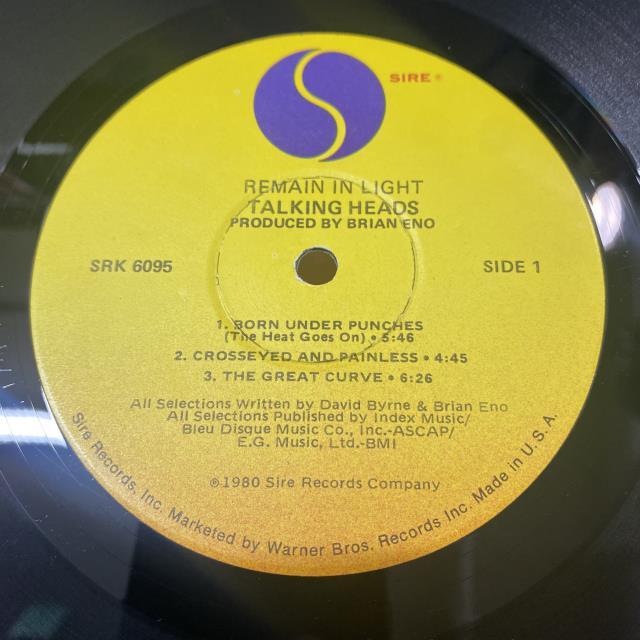 SIRE ®
REMAIN IN LIGHT
TALKING HEADS
PRODUCED BY BRIAN ENO
SRK 6095
SIDE 1
1. BORN UNDER PUNCHES
(The Heat Goes On) • 5:46
2. CROSSEYED AND PAINLESS • 4:45
3. THE GREAT CURVE • 6:26
All Selections Written by David Byrne & Brian Eno
All Selections Published by Index Music/
Bleu Disque Music Co., Inc.-ASCAP/
E.G. Music, Ltd.-BMI
℗1980 Sire Records Company
Sire Records, Inc. Marketed by Warner Bros. Records Inc. Made in U.S.A.